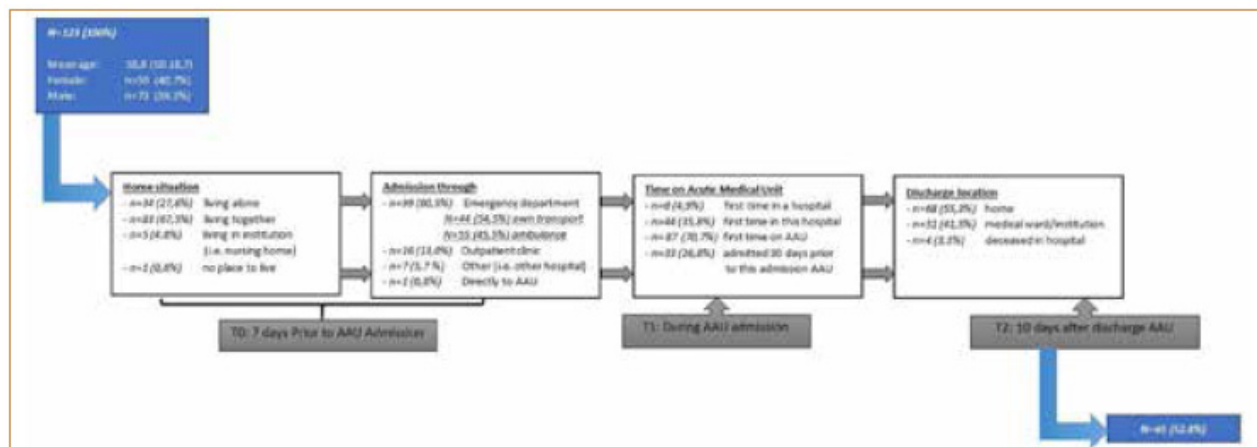 N=123 (100%)
Mean age:
Female:
Male: n=73
Home situation
- n=34 (27,6%) living alone
- n=83 (67,5%) living together
- n=5 (4.8%) living in institution
(i.e. nursing home)
- n=1 (0,8%) no place to live
Admission through
- n=99 (80,5%) Emergency department
N=44 (54,5%) own transport
N=55 (45,5%) ambulance
- n=16 (13,0%) Outpatient clinic
- n=7 (5,7 %) Other (i.e. other hospital)
- n=1 (0,8%) Directly to AAU
Time on Acute Medical Unit
(4,9%) first time in a hospital
- n=44 (35,8%) first time in this hospital
- n=87 (70,7%) first time on AAU
- n=33 (26,8%) admitted 30 days prior
to this admission AAU
Discharge location
- n=68 (55,3%) home
- n=51 (41,5%) medical ward/institution
- n=4 (3.3%) deceased in hospital
T0: 7 days Prior to AAU Admission
T1: During AAU admission
T2: 10 days after discharge AAU